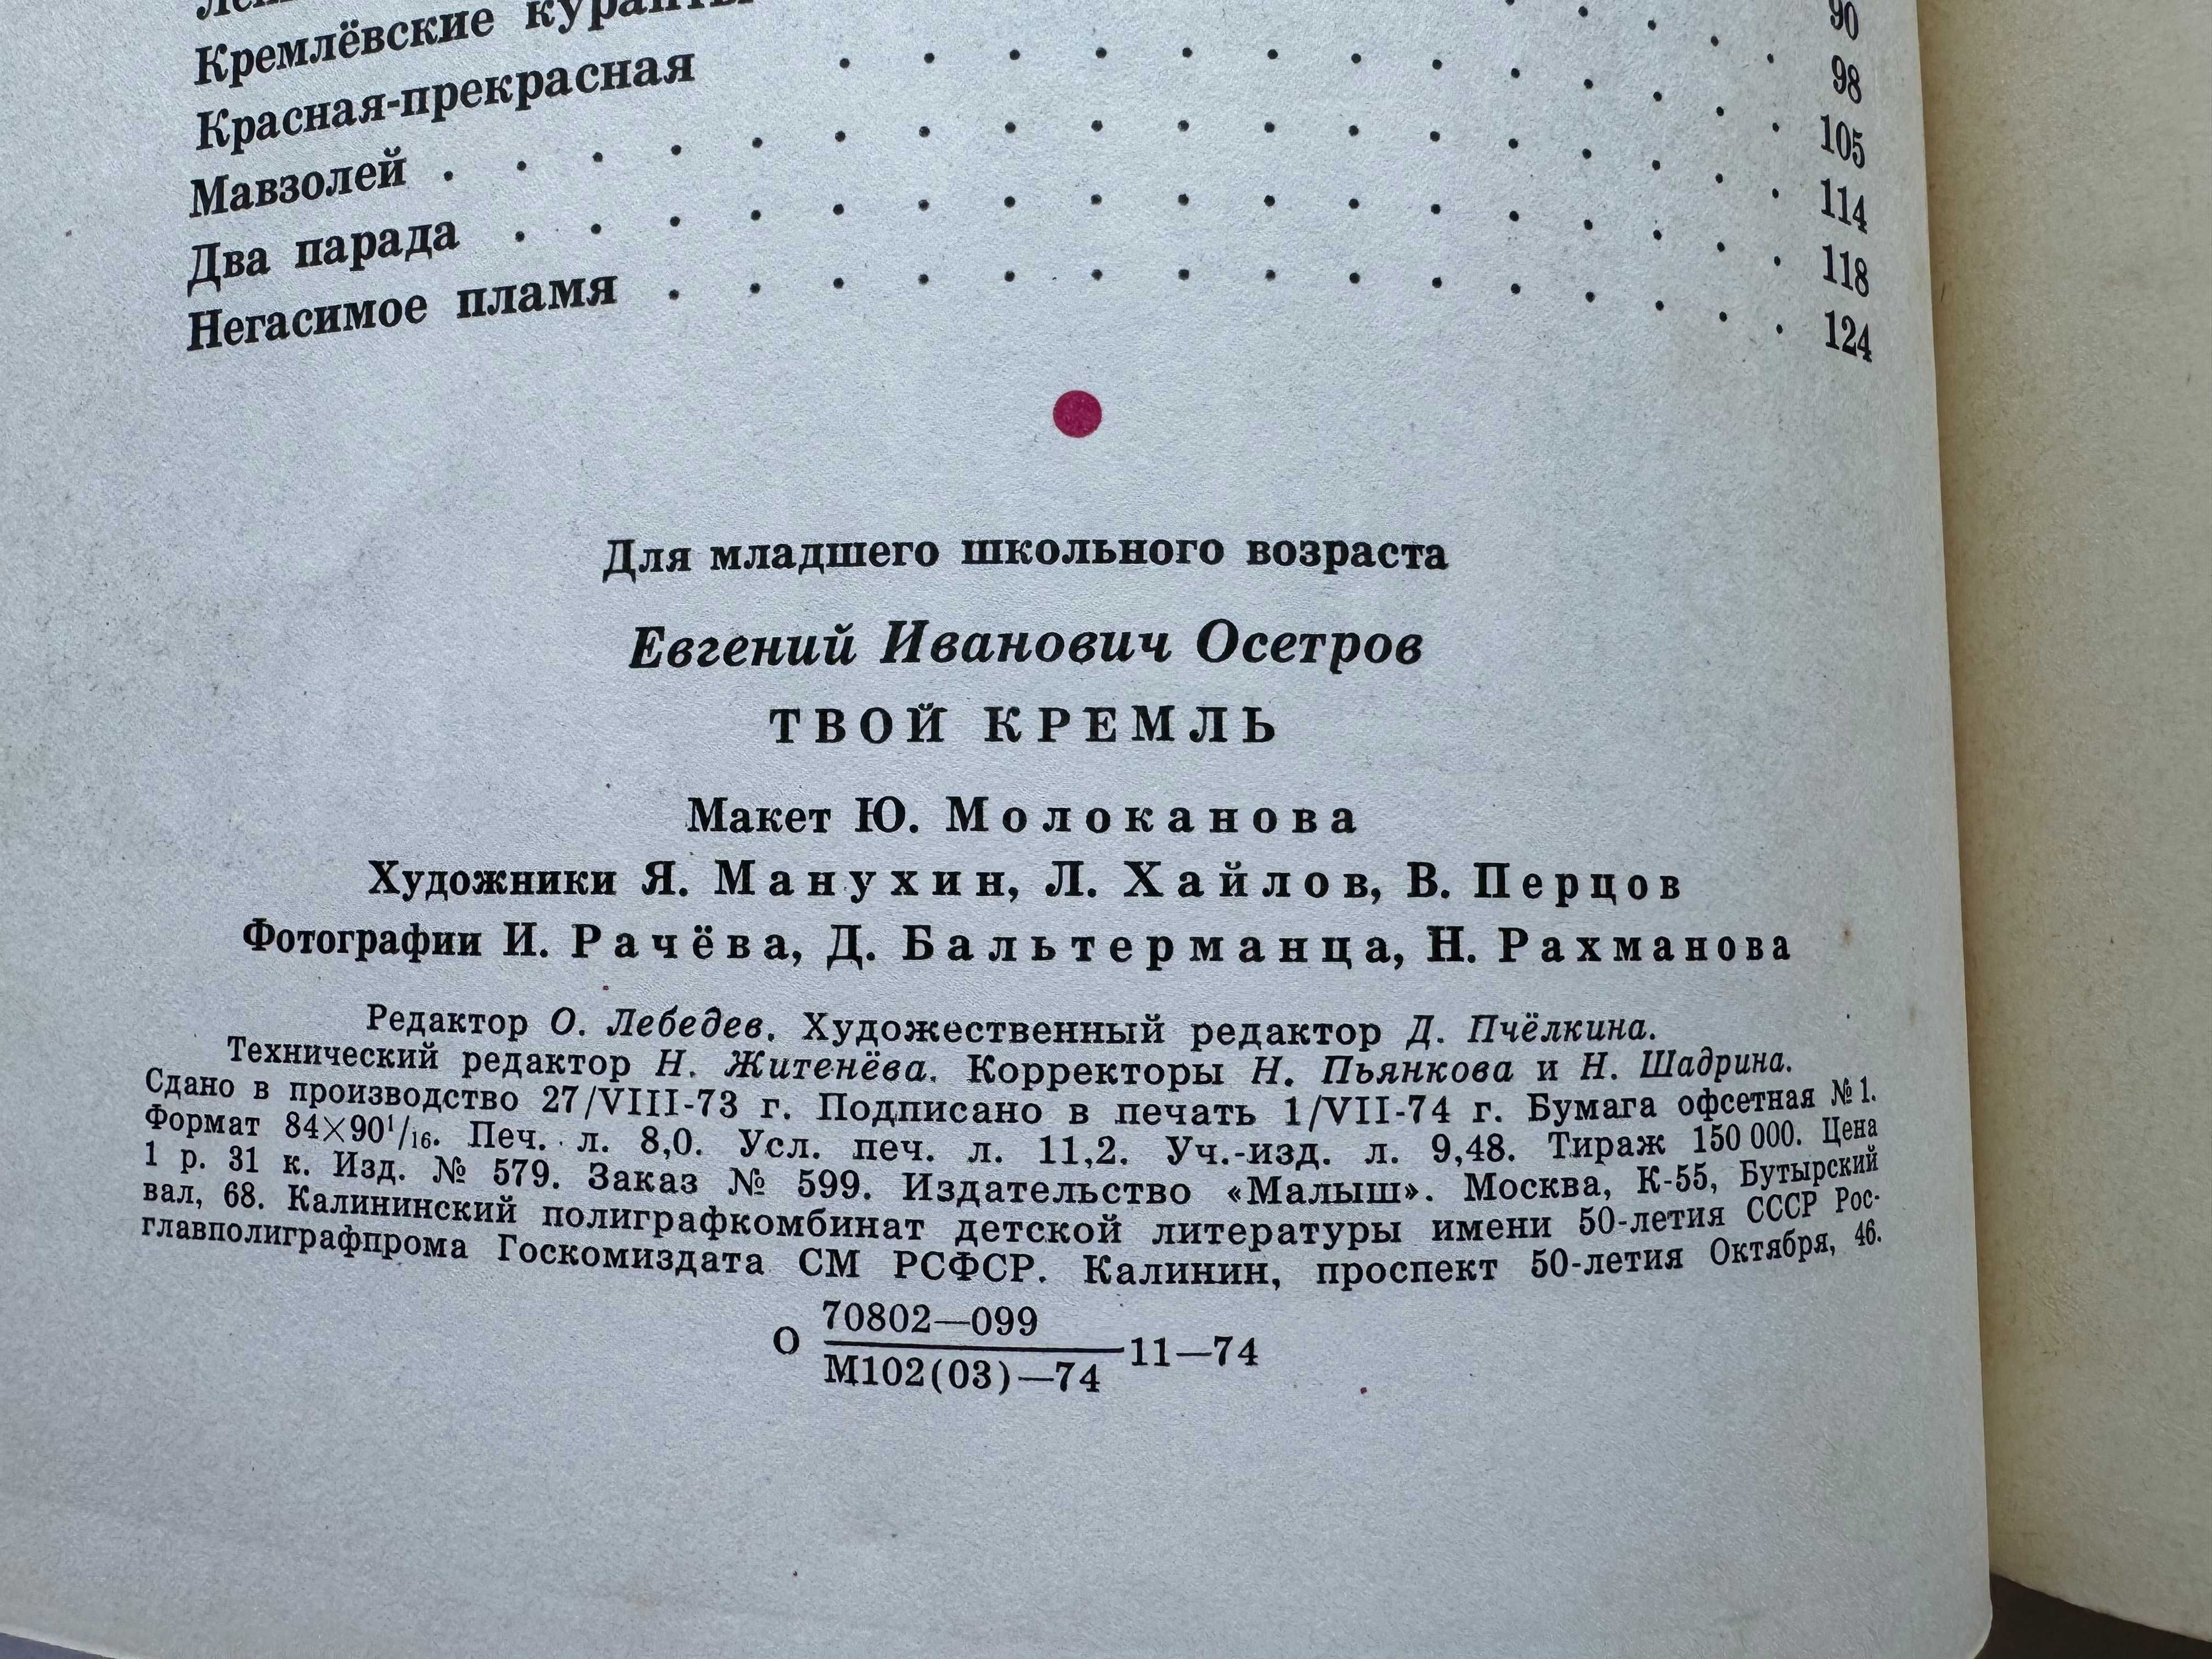 Кремлёвские куранты . . . 90
Красная-прекрасная . . . . . . . . . . . . 98
Мавзолей . . . . . . . . . . . . . . . . . 105
Два парада . . . . . . . . . . . . . . . . 114
Негасимое пламя . . . . . . . . . . . . . . 118
124
Для младшего школьного возраста
Евгений Иванович Осетров
ТВОЙ КРЕМЛЬ
Макет Ю. Молоканова
Художники Я. Манухин, Л. Хайлов, В. Перцов
Фотографии И. Рачёва, Д. Бальтерманца, Н. Рахманова
Редактор О. Лебедев. Художественный редактор Д. Пчёлкина.
Технический редактор Н. Житенёва. Корректоры Н. Пьянкова и Н. Шадрина.
Сдано в производство 27/VIII-73 г. Подписано в печать 1/VII-74 г. Бумага офсетная № 1.
Формат 84×90¹/₁₆. Печ. л. 8,0. Усл. печ. л. 11,2. Уч.-изд. л. 9,48. Тираж 150 000. Цена
1 р. 31 к. Изд. № 579. Заказ № 599. Издательство «Малыш». Москва, К-55, Бутырский
вал, 68. Калининский полиграфкомбинат детской литературы имени 50-летия СССР Рос-
главполиграфпрома Госкомиздата СМ РСФСР. Калинин, проспект 50-летия Октября, 46.
70802—099
О 11—74
М102(03)—74